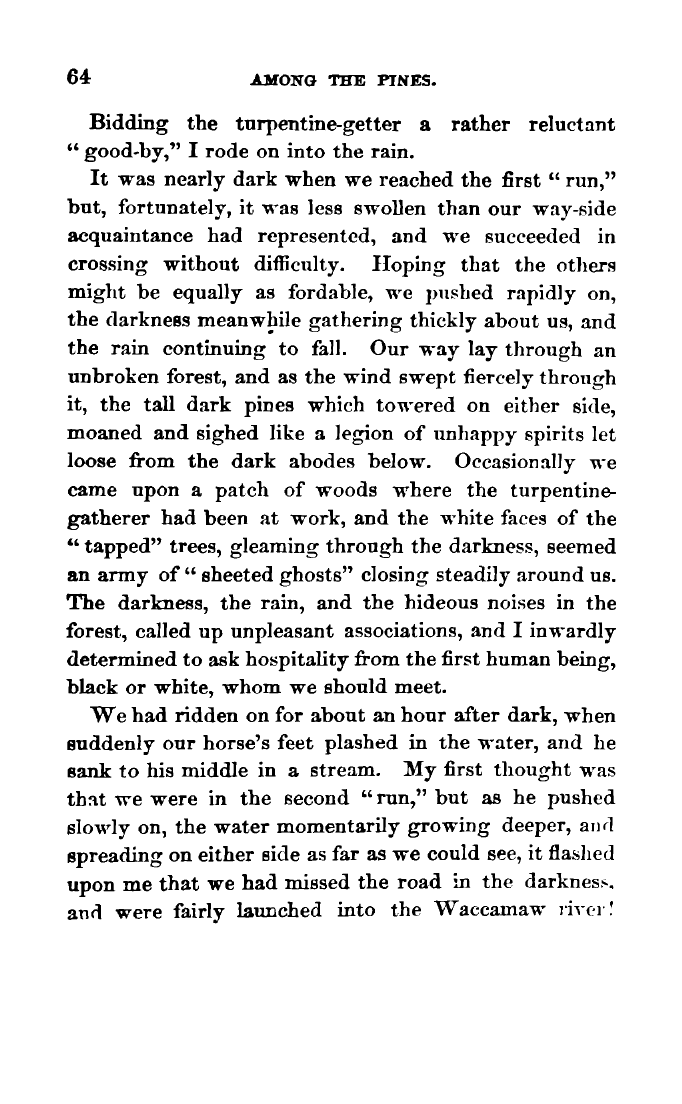 64 AMONG THE PINES.
Bidding the turpentine-getter a rather reluctant
“ good-by,” I rode on into the rain.
It was nearly dark when we reached the first “ run,”
but, fortunately, it was less swollen than our way-side
acquaintance had represented, and we succeeded in
crossing without difficulty. Hoping that the others
might be equally as fordable, we pushed rapidly on,
the darkness meanwhile gathering thickly about us, and
the rain continuing to fall. Our way lay through an
unbroken forest, and as the wind swept fiercely through
it, the tall dark pines which towered on either side,
moaned and sighed like a legion of unhappy spirits let
loose from the dark abodes below. Occasionally we
came upon a patch of woods where the turpentine-
gatherer had been at work, and the white faces of the
“ tapped” trees, gleaming through the darkness, seemed
an army of “ sheeted ghosts” closing steadily around us.
The darkness, the rain, and the hideous noises in the
forest, called up unpleasant associations, and I inwardly
determined to ask hospitality from the first human being,
black or white, whom we should meet.
We had ridden on for about an hour after dark, when
suddenly our horse’s feet plashed in the water, and he
sank to his middle in a stream. My first thought was
that we were in the second “run,” but as he pushed
slowly on, the water momentarily growing deeper, and
spreading on either side as far as we could see, it flashed
upon me that we had missed the road in the darkness,
and were fairly launched into the Waccamaw river!